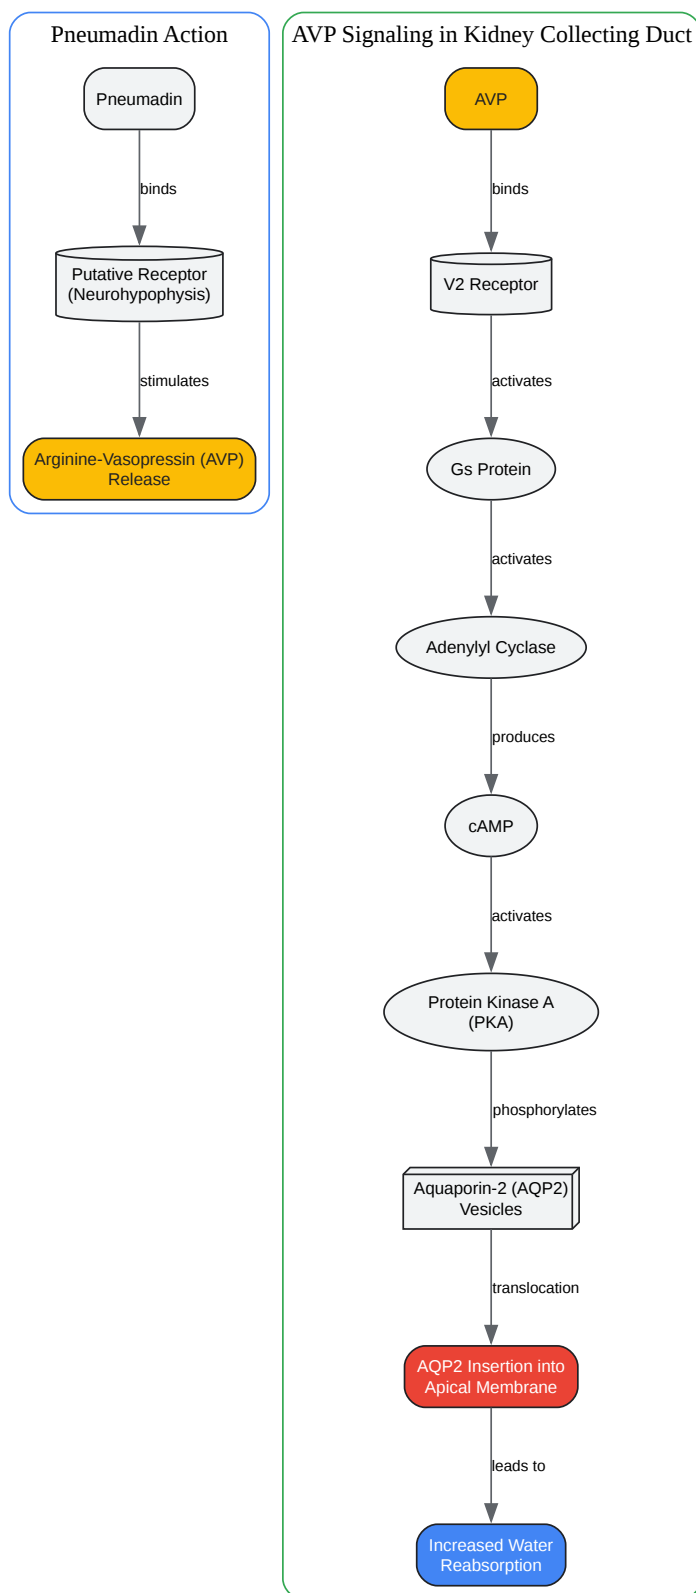 Pneumadin Action
Pneumadin
binds
Putative Receptor
(Neurohypophysis)
stimulates
Arginine-Vasopressin (AVP)
Release
AVP Signaling in Kidney Collecting Duct
AVP
binds
V2 Receptor
activates
Gs Protein
activates
Adenylyl Cyclase
produces
cAMP
activates
Protein Kinase A
(PKA)
phosphorylates
Aquaporin-2 (AQP2)
Vesicles
translocation
AQP2 Insertion into
Apical Membrane
leads to
Increased Water
Reabsorption